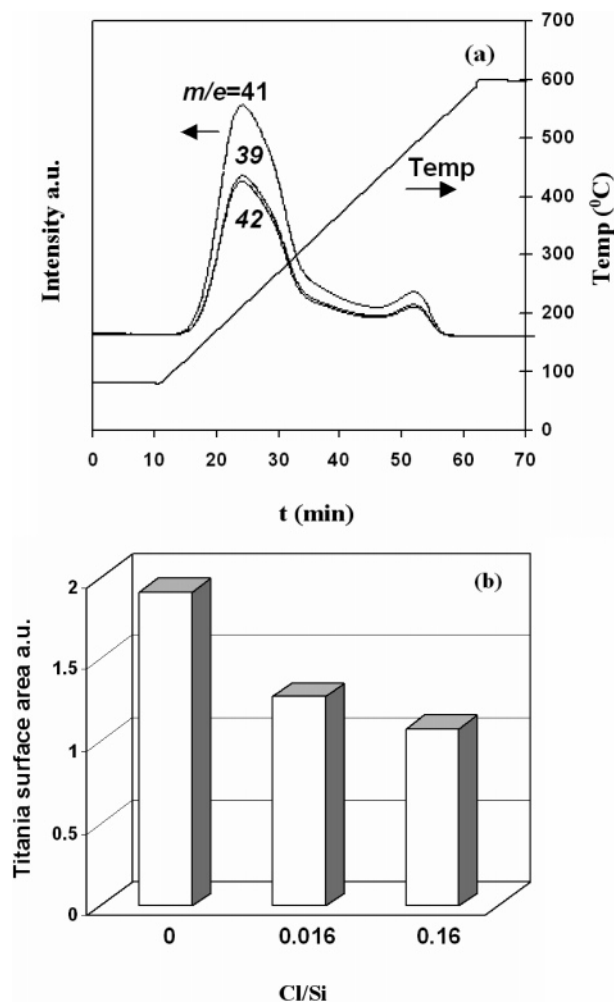 700
(a)
600
m/e=41
500
39
Temp
400
42
300
200
100
0
Intensity a.u.
Temp (⁰C)
0 10 20 30 40 50 60 70
t (min)
(b)
2
1.5
1
0.5
0
Titania surface area a.u.
0 0.016 0.16
Cl/Si